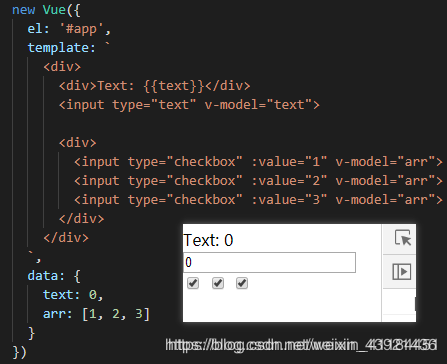 new Vue({
  el: '#app',
  template: `
    <div>
      <div>Text: {{text}}</div>
      <input type="text" v-model="text">

      <div>
        <input type="checkbox" :value="1" v-model="arr">
        <input type="checkbox" :value="2" v-model="arr">
        <input type="checkbox" :value="3" v-model="arr">
      </div>
    </div>
  `,
  data: {
    text: 0,
    arr: [1, 2, 3]
  }
})
Text: 0
0
https://blog.csdn.net/weixin_